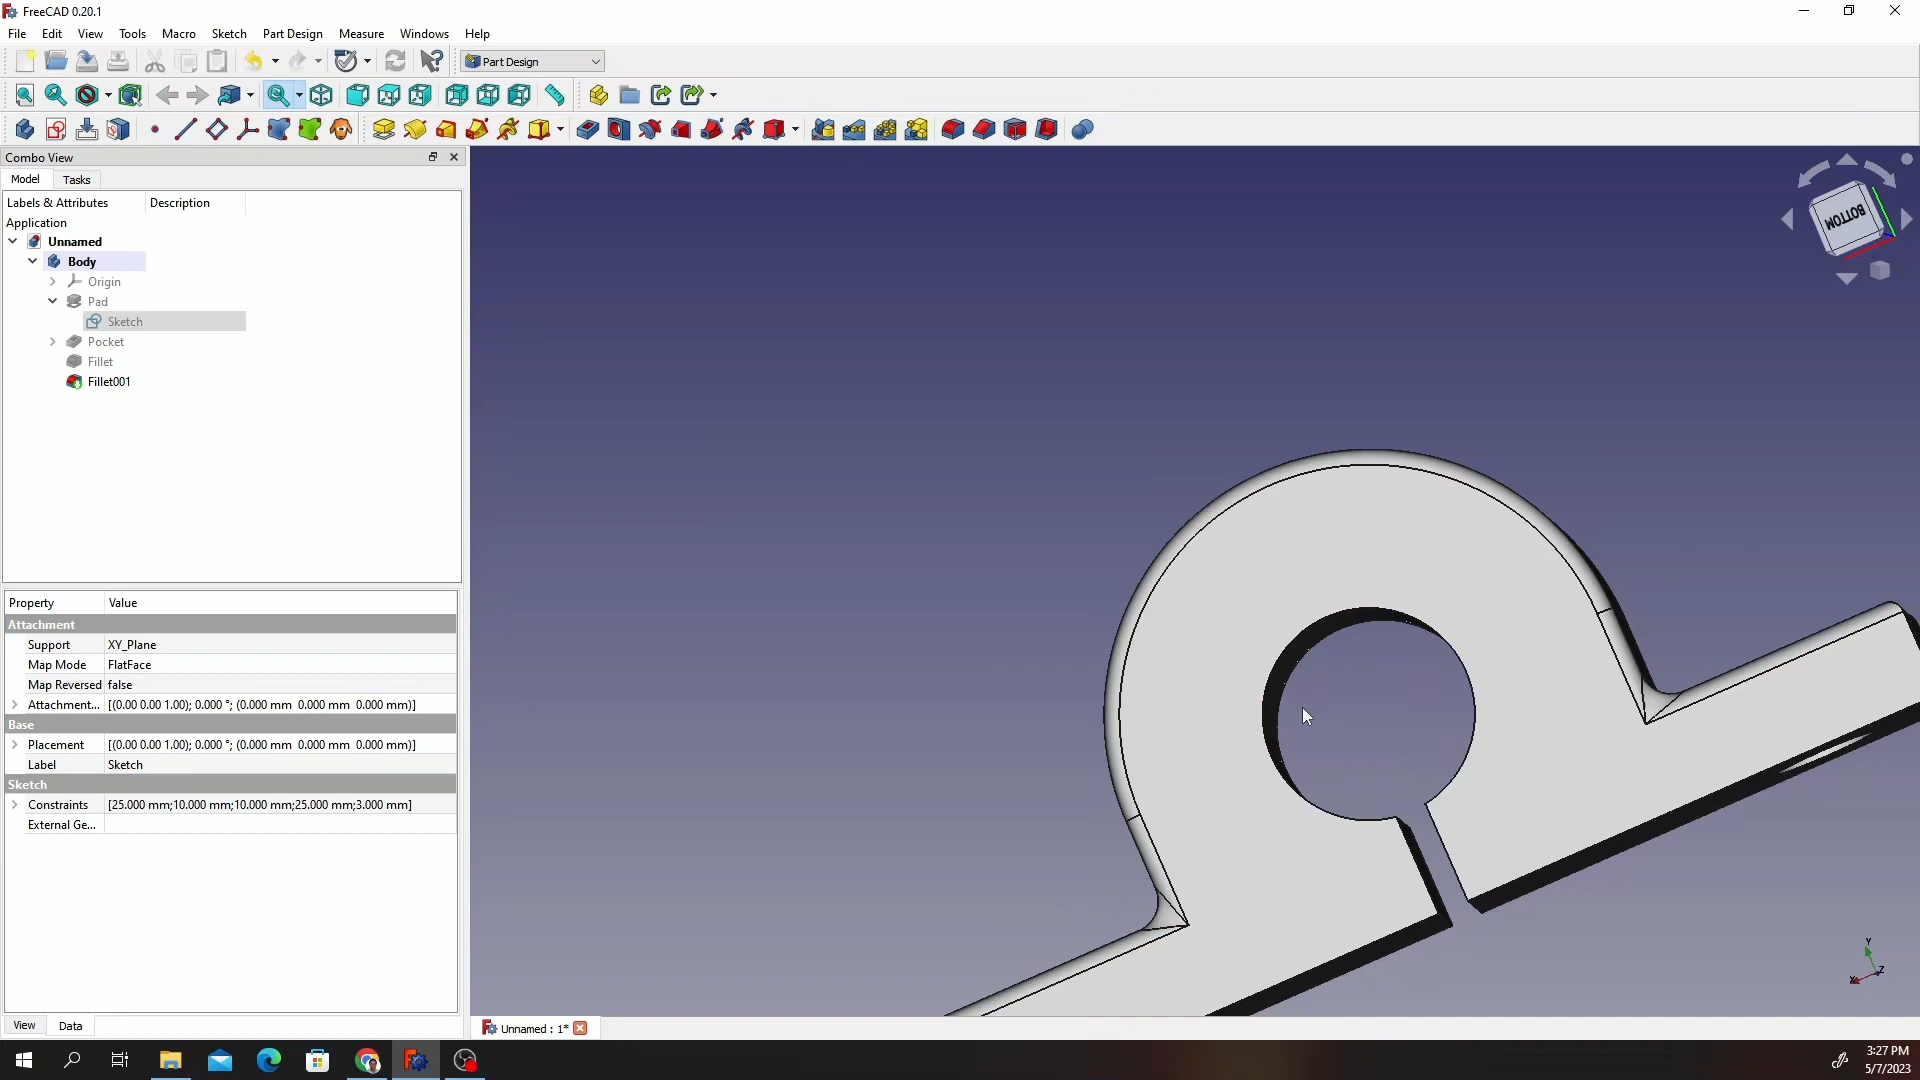 FreeCAD 0.20.1
File Edit View Tools Macro Sketch Part Design Measure Windows Help
Part Design
Combo View
Model Tasks
Labels & Attributes Description
Application
Unnamed
Body
Origin
Pad
Sketch
Pocket
Fillet
Fillet001
Property Value
Attachment
Support XY_Plane
Map Mode FlatFace
Map Reversed false
Attachment... [(0.00 0.00 1.00); 0.000 °; (0.000 mm 0.000 mm 0.000 mm)]
Base
Placement [(0.00 0.00 1.00); 0.000 °; (0.000 mm 0.000 mm 0.000 mm)]
Label Sketch
Sketch
Constraints [25.000 mm;10.000 mm;10.000 mm;25.000 mm;3.000 mm]
External Ge...
View Data
BOTTOM
Y
X
Z
Unnamed : 1*
3:27 PM
5/7/2023